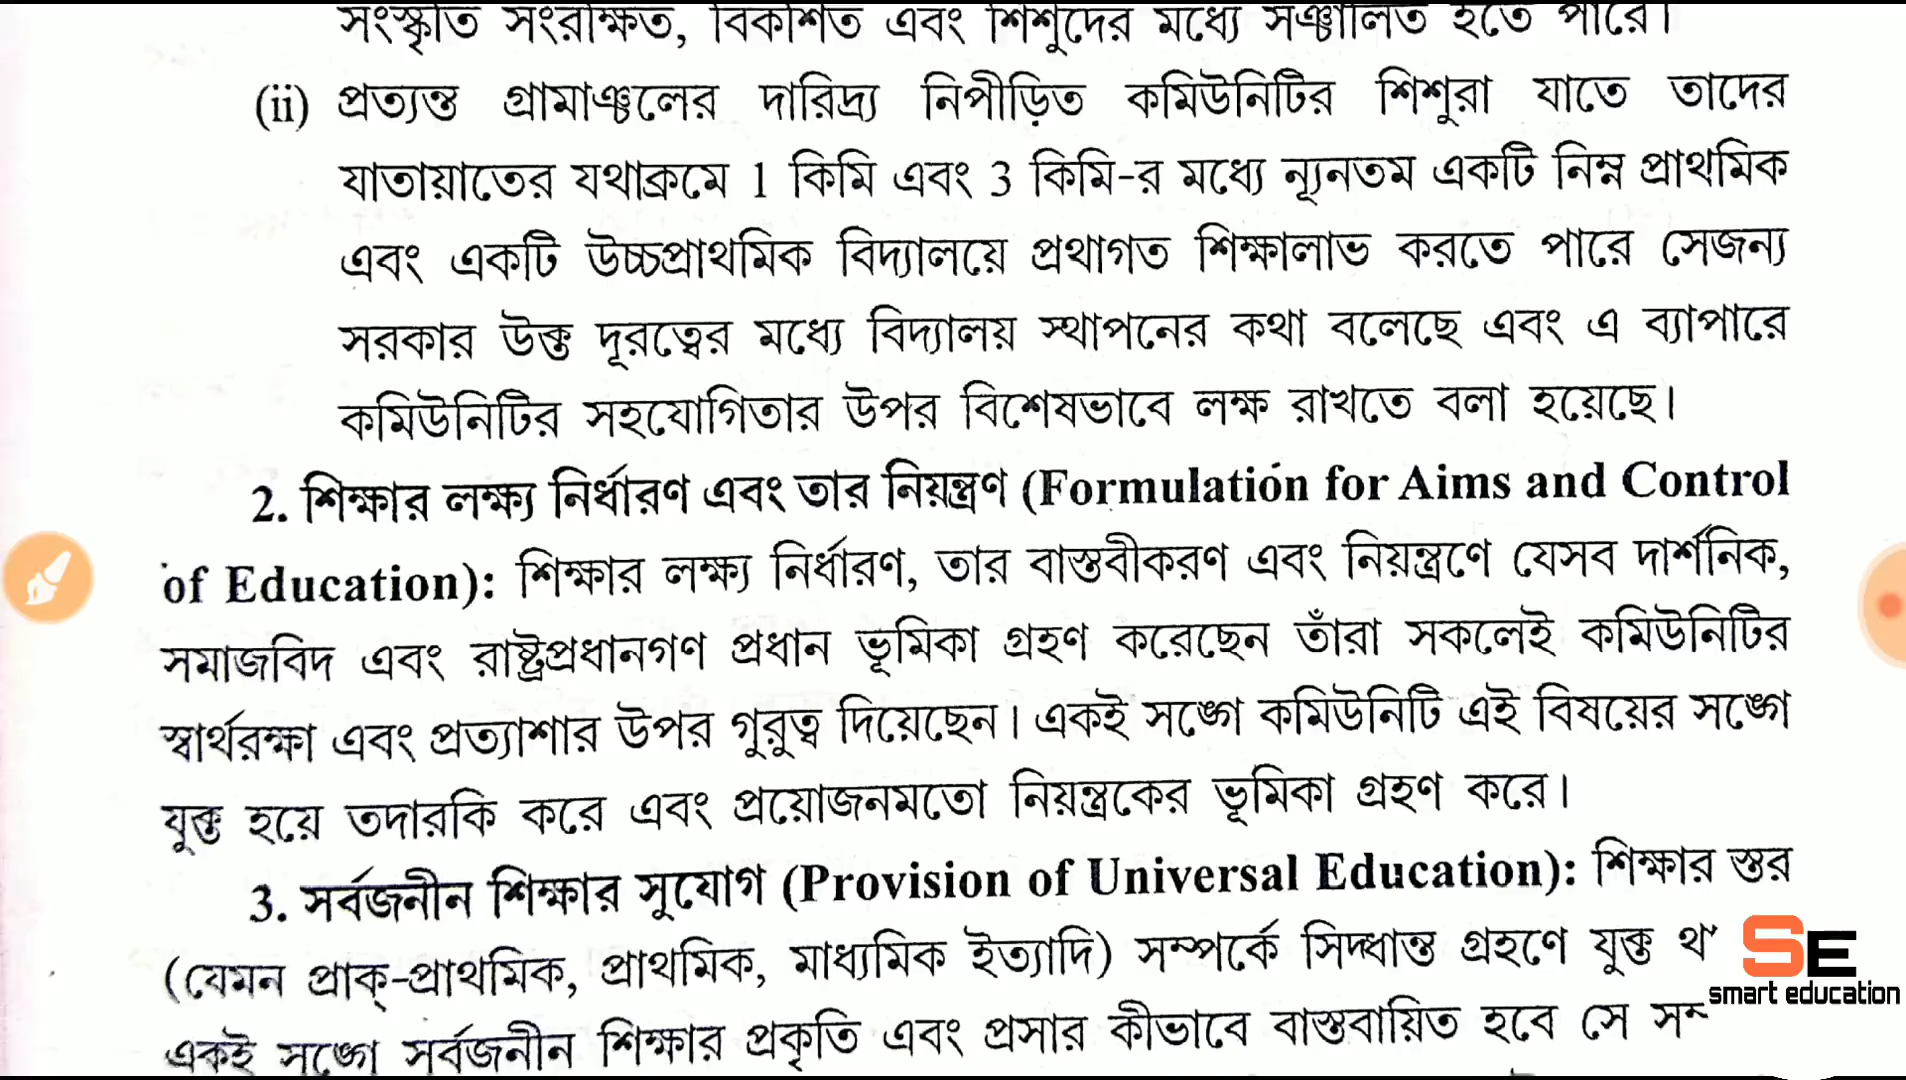 সংস্কৃতি সংরক্ষিত, বিকশিত এবং শিশুদের মধ্যে সঞ্চালিত হতে পারে।
(ii) প্রত্যন্ত গ্রামাঞ্চলের দারিদ্র্য নিপীড়িত কমিউনিটির শিশুরা যাতে তাদের
যাতায়াতের যথাক্রমে 1 কিমি এবং 3 কিমি-র মধ্যে ন্যূনতম একটি নিম্ন প্রাথমিক
এবং একটি উচ্চপ্রাথমিক বিদ্যালয়ে প্রথাগত শিক্ষালাভ করতে পারে সেজন্য
সরকার উক্ত দূরত্বের মধ্যে বিদ্যালয় স্থাপনের কথা বলেছে এবং এ ব্যাপারে
কমিউনিটির সহযোগিতার উপর বিশেষভাবে লক্ষ রাখতে বলা হয়েছে।
2. শিক্ষার লক্ষ্য নির্ধারণ এবং তার নিয়ন্ত্রণ (Formulation for Aims and Control
of Education): শিক্ষার লক্ষ্য নির্ধারণ, তার বাস্তবীকরণ এবং নিয়ন্ত্রণে যেসব দার্শনিক,
সমাজবিদ এবং রাষ্ট্রপ্রধানগণ প্রধান ভূমিকা গ্রহণ করেছেন তাঁরা সকলেই কমিউনিটির
স্বার্থরক্ষা এবং প্রত্যাশার উপর গুরুত্ব দিয়েছেন। একই সঙ্গে কমিউনিটি এই বিষয়ের সঙ্গে
যুক্ত হয়ে তদারকি করে এবং প্রয়োজনমতো নিয়ন্ত্রকের ভূমিকা গ্রহণ করে।
3. সর্বজনীন শিক্ষার সুযোগ (Provision of Universal Education): শিক্ষার স্তর
(যেমন প্রাক্-প্রাথমিক, প্রাথমিক, মাধ্যমিক ইত্যাদি) সম্পর্কে সিদ্ধান্ত গ্রহণে যুক্ত
একই সঙ্গে সর্বজনীন শিক্ষার প্রকৃতি এবং প্রসার কীভাবে বাস্তবায়িত হবে সে
SE
smart education